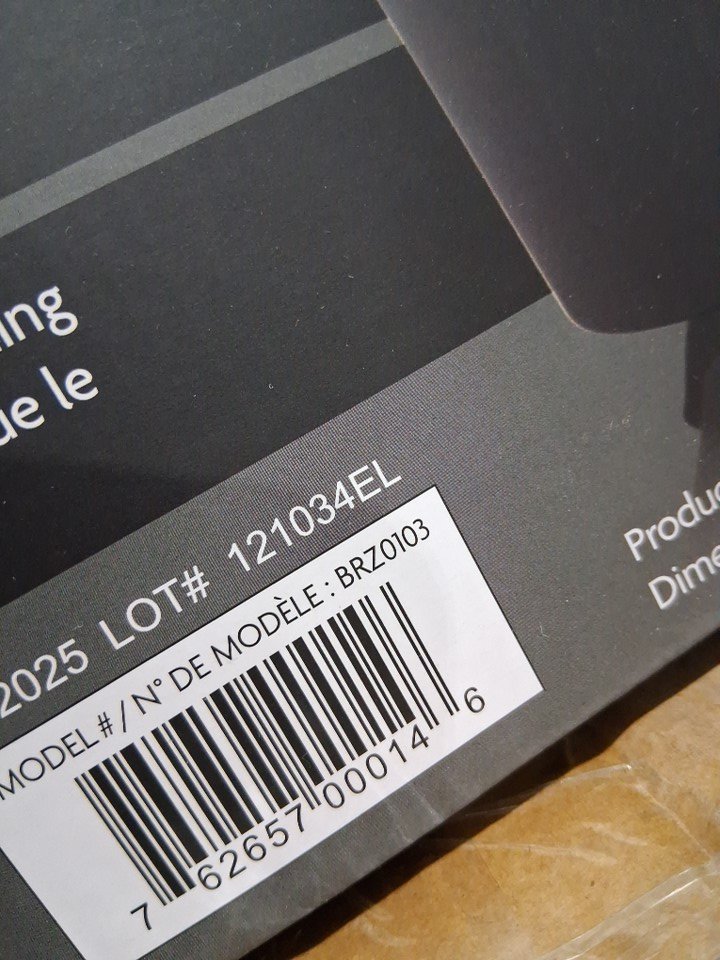 ing
ue le
2025 LOT# 121034EL
MODEL # / N° DE MODÈLE : BRZ0103
7 62657 00014 6
Produc
Dime